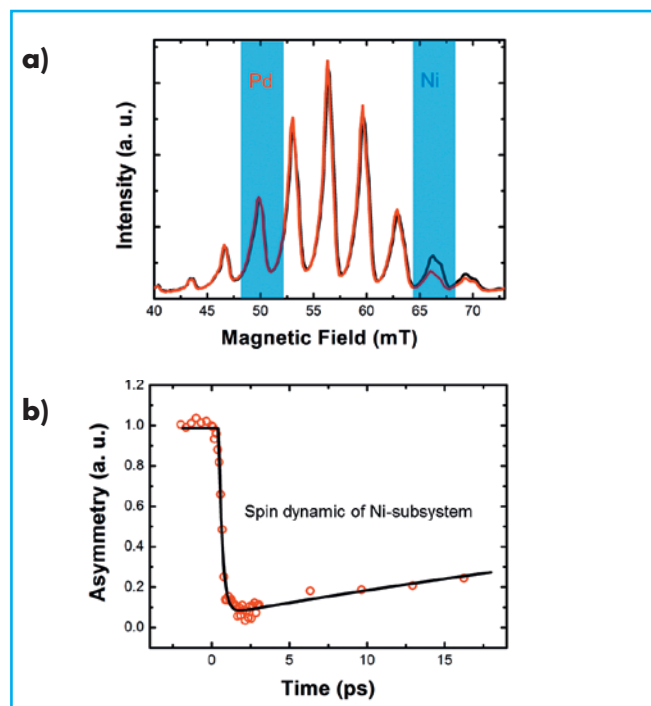 a)
Pd
Ni
Intensity (a. u.)
40 45 50 55 60 65 70
Magnetic Field (mT)
b)
1.2
1.0
0.8
0.6
0.4
0.2
0.0
Asymmetry (a. u.)
Spin dynamic of Ni-subsystem
0 5 10 15
Time (ps)